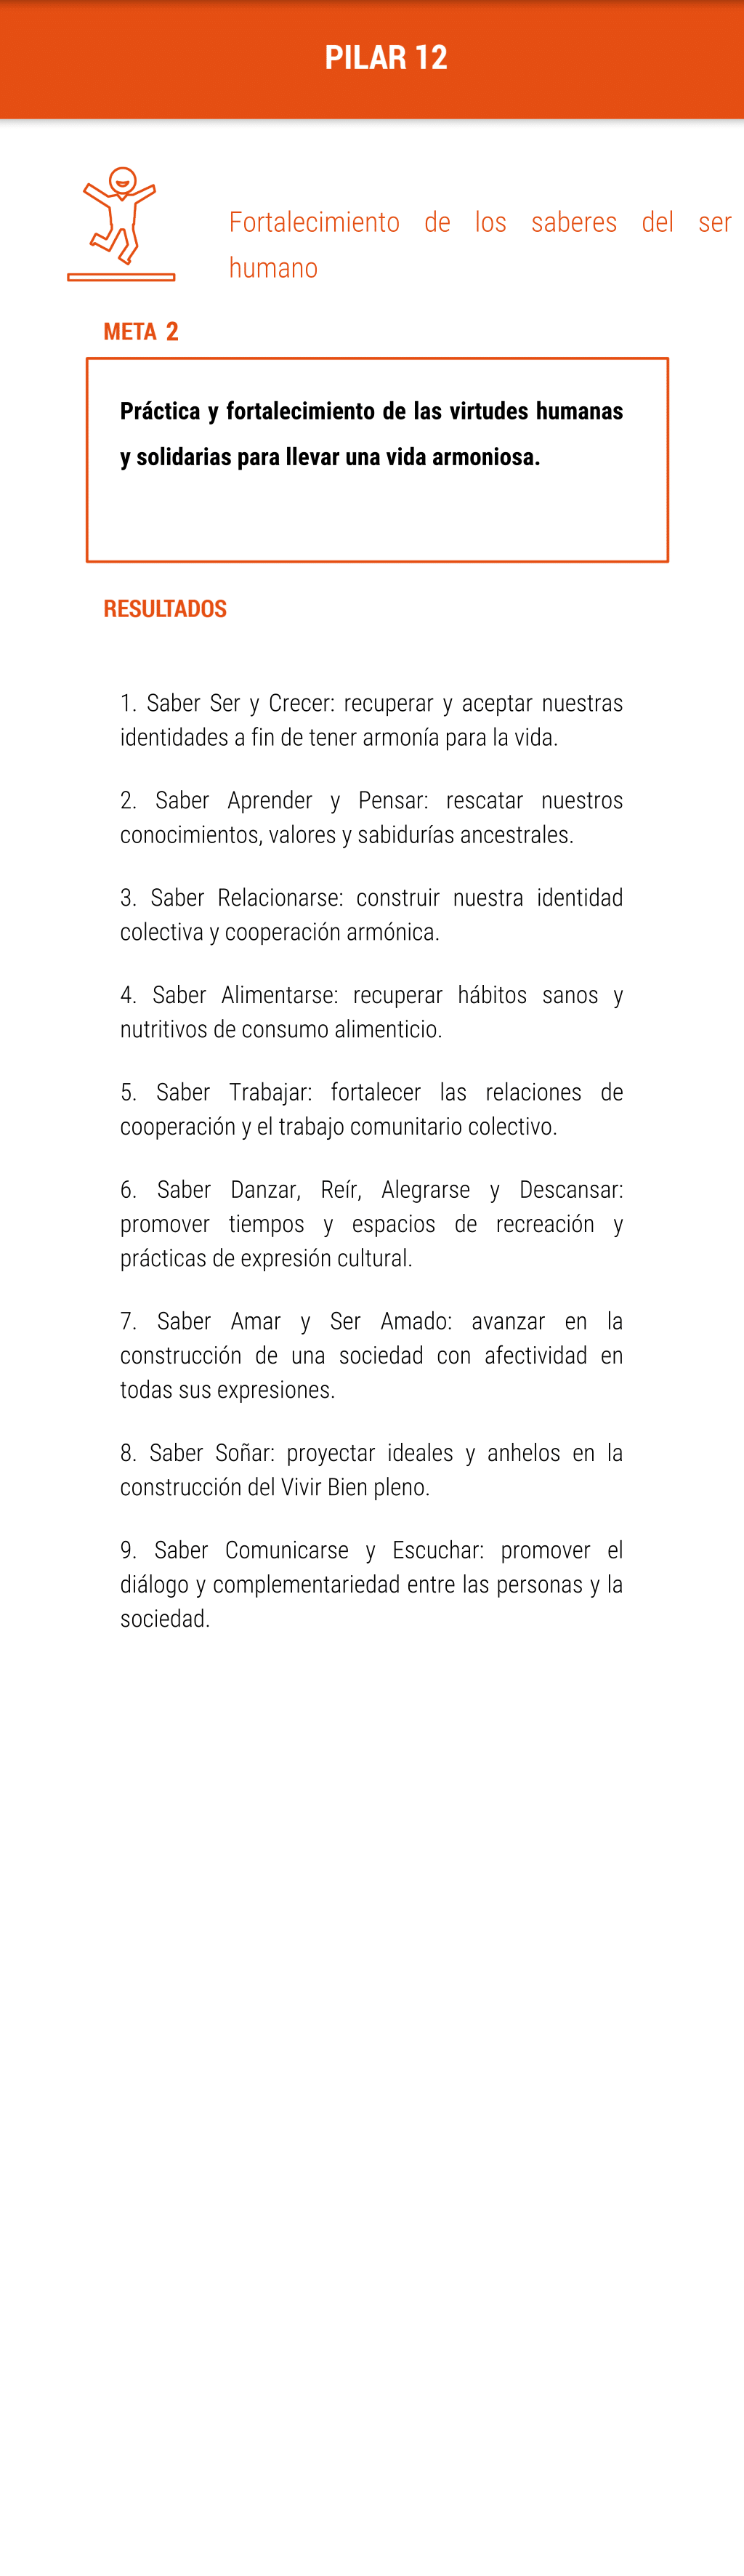 PILAR 12
Fortalecimiento de los saberes del ser
humano
META 2
Práctica y fortalecimiento de las virtudes humanas
y solidarias para llevar una vida armoniosa.
RESULTADOS
1. Saber Ser y Crecer: recuperar y aceptar nuestras
identidades a fin de tener armonía para la vida.
2. Saber Aprender y Pensar: rescatar nuestros
conocimientos, valores y sabidurías ancestrales.
3. Saber Relacionarse: construir nuestra identidad
colectiva y cooperación armónica.
4. Saber Alimentarse: recuperar hábitos sanos y
nutritivos de consumo alimenticio.
5. Saber Trabajar: fortalecer las relaciones de
cooperación y el trabajo comunitario colectivo.
6. Saber Danzar, Reír, Alegrarse y Descansar:
promover tiempos y espacios de recreación y
prácticas de expresión cultural.
7. Saber Amar y Ser Amado: avanzar en la
construcción de una sociedad con afectividad en
todas sus expresiones.
8. Saber Soñar: proyectar ideales y anhelos en la
construcción del Vivir Bien pleno.
9. Saber Comunicarse y Escuchar: promover el
diálogo y complementariedad entre las personas y la
sociedad.